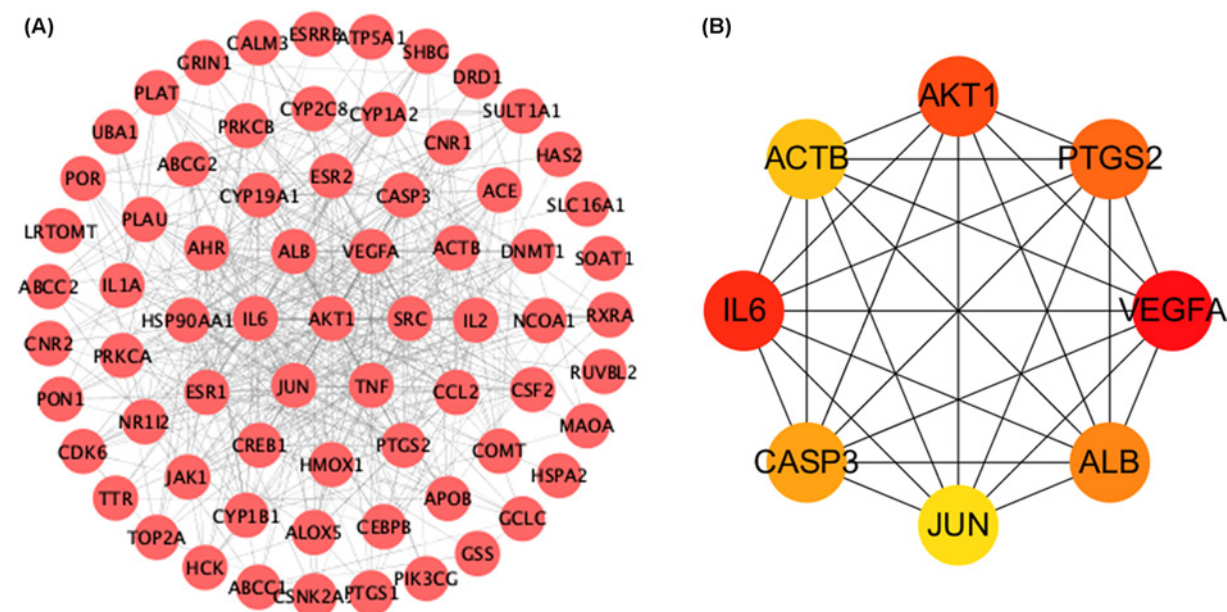 (A)
(B)
ESRRB
ATP5A1
CALM3
SHBG
GRIN1
DRD1
PLAT
SULT1A1
CYP2C8
CYP1A2
UBA1
PRKCB
CNR1
HAS2
ABCG2
ESR2
POR
CYP19A1
CASP3
ACE
SLC16A1
PLAU
LRTOMT
AHR
ALB
VEGFA
ACTB
DNMT1
SOAT1
ABCC2
IL1A
HSP90AA1
IL6
AKT1
SRC
IL2
NCOA1
RXRA
CNR2
PRKCA
RUVBL2
PON1
ESR1
JUN
TNF
CCL2
CSF2
NR1I2
MAOA
CDK6
CREB1
PTGS2
COMT
HMOX1
HSPA2
JAK1
TTR
APOB
CYP1B1
GCLC
TOP2A
ALOX5
CEBPB
GSS
HCK
PIK3CG
ABCC1
CSNK2A
PTGS1
AKT1
ACTB
PTGS2
IL6
VEGFA
CASP3
ALB
JUN